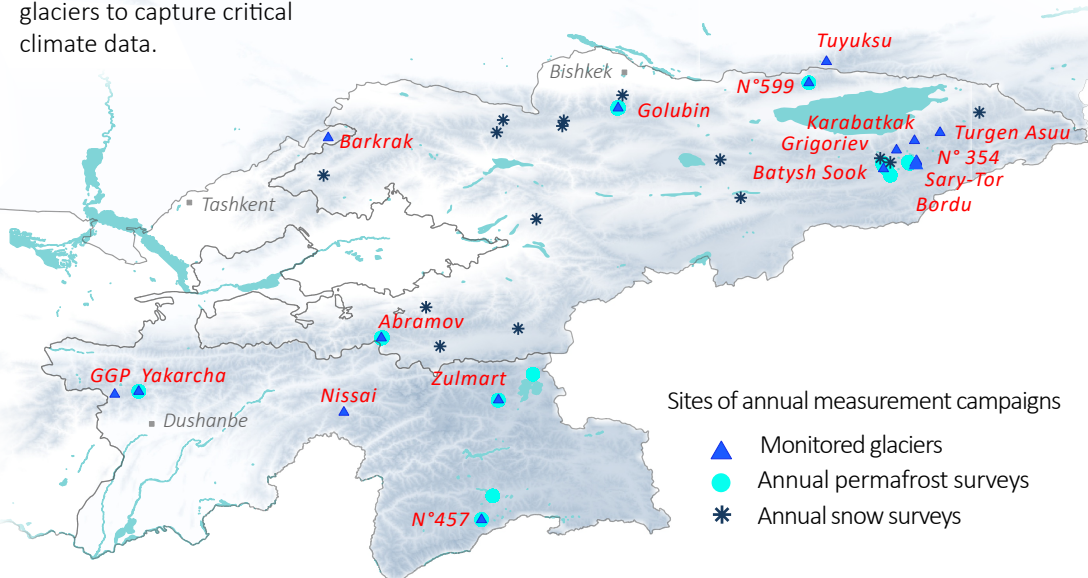 glaciers to capture critical
climate data.
Tuyuksu
Bishkek
N°599
Golubin
Karabatkak
Turgen Asuu
Barkrak
Grigoriev
N° 354
Batysh Sook
Sary-Tor
Bordu
Tashkent
Abramov
GGP Yakarcha
Zulmart
Nissai
Dushanbe
N°457
Sites of annual measurement campaigns
Monitored glaciers
Annual permafrost surveys
Annual snow surveys